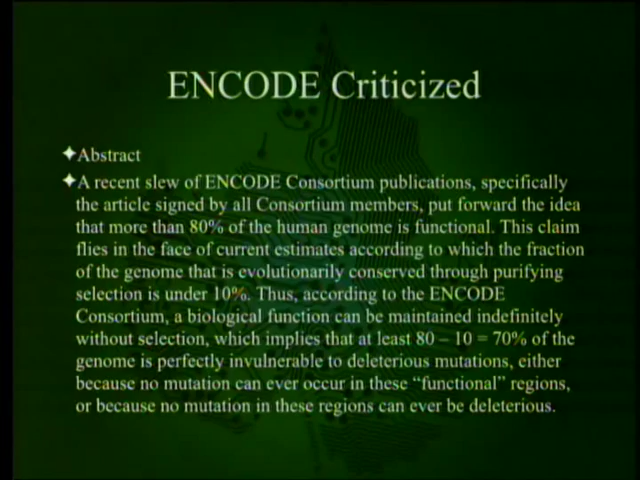 ENCODE Criticized
Abstract
A recent slew of ENCODE Consortium publications, specifically
the article signed by all Consortium members, put forward the idea
that more than 80% of the human genome is functional. This claim
flies in the face of current estimates according to which the fraction
of the genome that is evolutionarily conserved through purifying
selection is under 10%. Thus, according to the ENCODE
Consortium, a biological function can be maintained indefinitely
without selection, which implies that at least 80 – 10 = 70% of the
genome is perfectly invulnerable to deleterious mutations, either
because no mutation can ever occur in these “functional” regions,
or because no mutation in these regions can ever be deleterious.